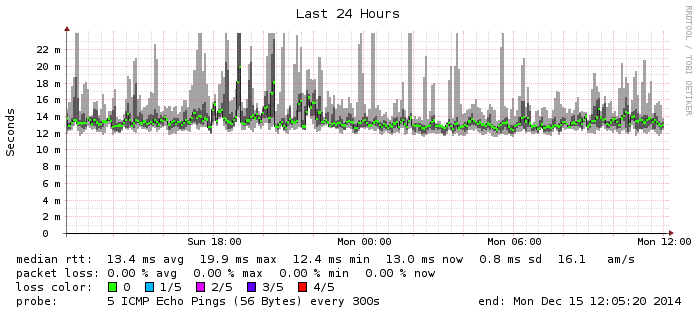 Last 24 Hours
RRDTOOL / TOBI OETIKER
Seconds
22 m
20 m
18 m
16 m
14 m
12 m
10 m
8 m
6 m
4 m
2 m
0
Sun 18:00 Mon 00:00 Mon 06:00 Mon 12:00
median rtt: 13.4 ms avg 19.9 ms max 12.4 ms min 13.0 ms now 0.8 ms sd 16.1 am/s
packet loss: 0.00 % avg 0.00 % max 0.00 % min 0.00 % now
loss color: 0 1/5 2/5 3/5 4/5
probe: 5 ICMP Echo Pings (56 Bytes) every 300s end: Mon Dec 15 12:05:20 2014